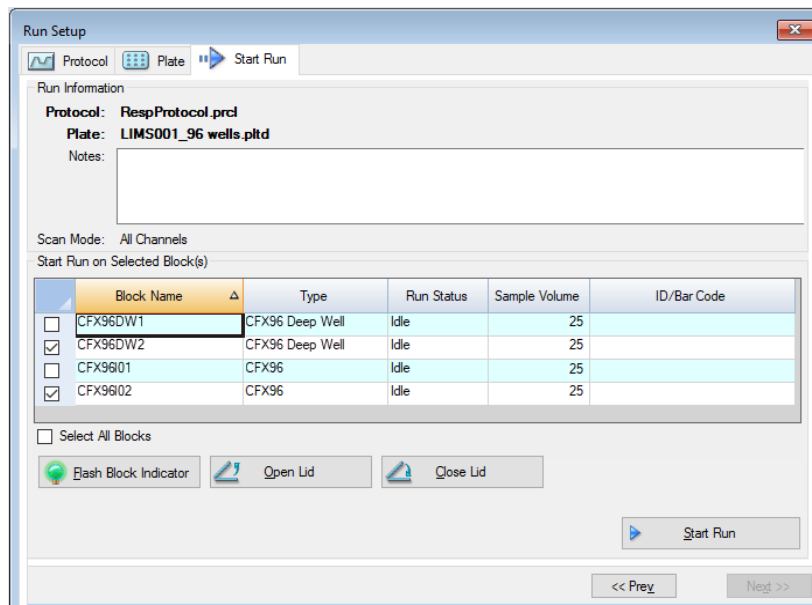 Run Setup
Protocol Plate Start Run
Run Information
Protocol: RespProtocol.prcl
Plate: LIMS001_96 wells.pltd
Notes:
Scan Mode: All Channels
Start Run on Selected Block(s)
Block Name Type Run Status Sample Volume ID/Bar Code
CFX96DW1 CFX96 Deep Well Idle 25
CFX96DW2 CFX96 Deep Well Idle 25
CFX96I01 CFX96 Idle 25
CFX96I02 CFX96 Idle 25
Select All Blocks
Flash Block Indicator Open Lid Close Lid
Start Run
<< Prev Next >>